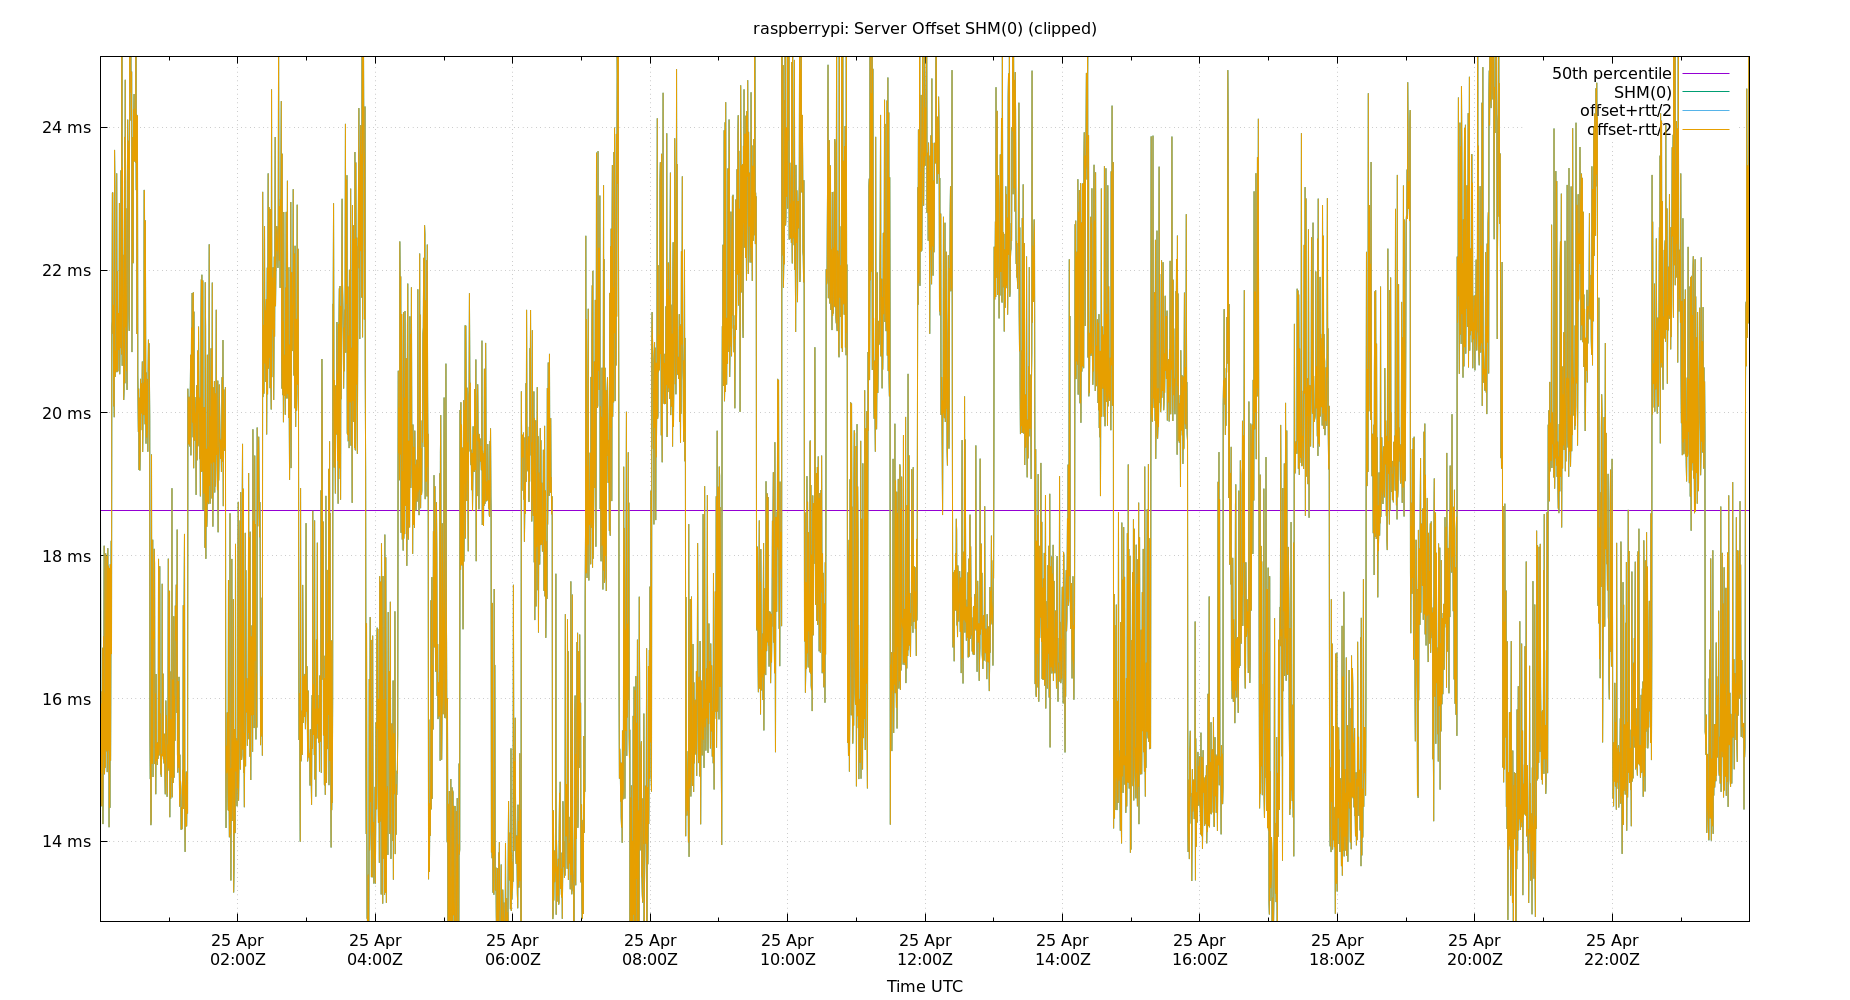 raspberrypi: Server Offset SHM(0) (clipped)
50th percentile
SHM(0)
offset+rtt/2
offset-rtt/2
24 ms
22 ms
20 ms
18 ms
16 ms
14 ms
25 Apr 25 Apr 25 Apr 25 Apr 25 Apr 25 Apr 25 Apr 25 Apr 25 Apr 25 Apr 25 Apr
02:00Z 04:00Z 06:00Z 08:00Z 10:00Z 12:00Z 14:00Z 16:00Z 18:00Z 20:00Z 22:00Z
Time UTC